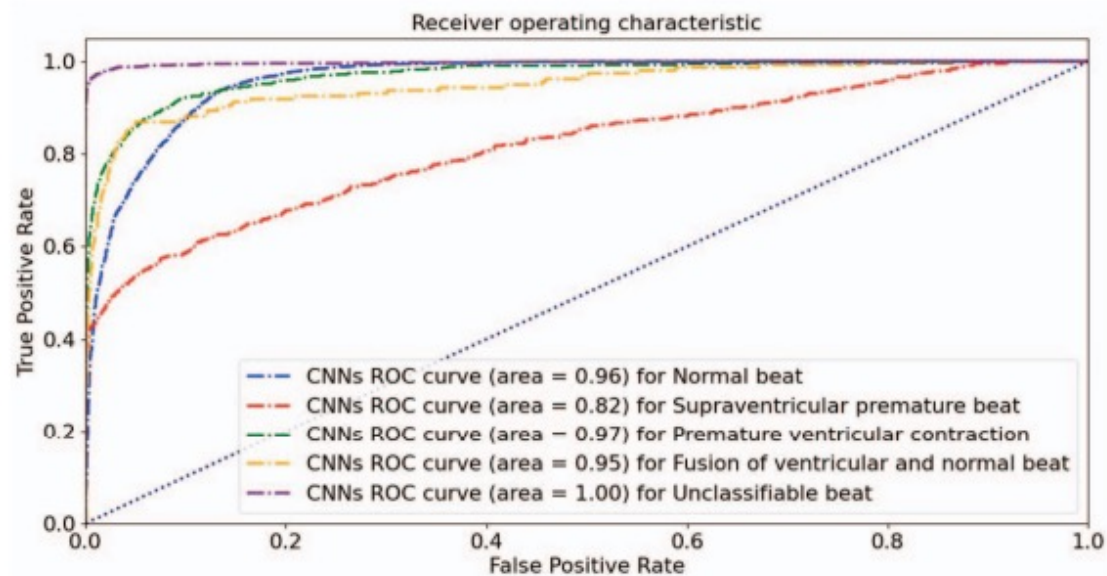 Receiver operating characteristic
1.0
0.8
0.6
0.4
0.2
0.0
True Positive Rate
CNNs ROC curve (area = 0.96) for Normal beat
CNNs ROC curve (area = 0.82) for Supraventricular premature beat
CNNs ROC curve (area = 0.97) for Premature ventricular contraction
CNNs ROC curve (area = 0.95) for Fusion of ventricular and normal beat
CNNs ROC curve (area = 1.00) for Unclassifiable beat
0.0 0.2 0.4 0.6 0.8 1.0
False Positive Rate